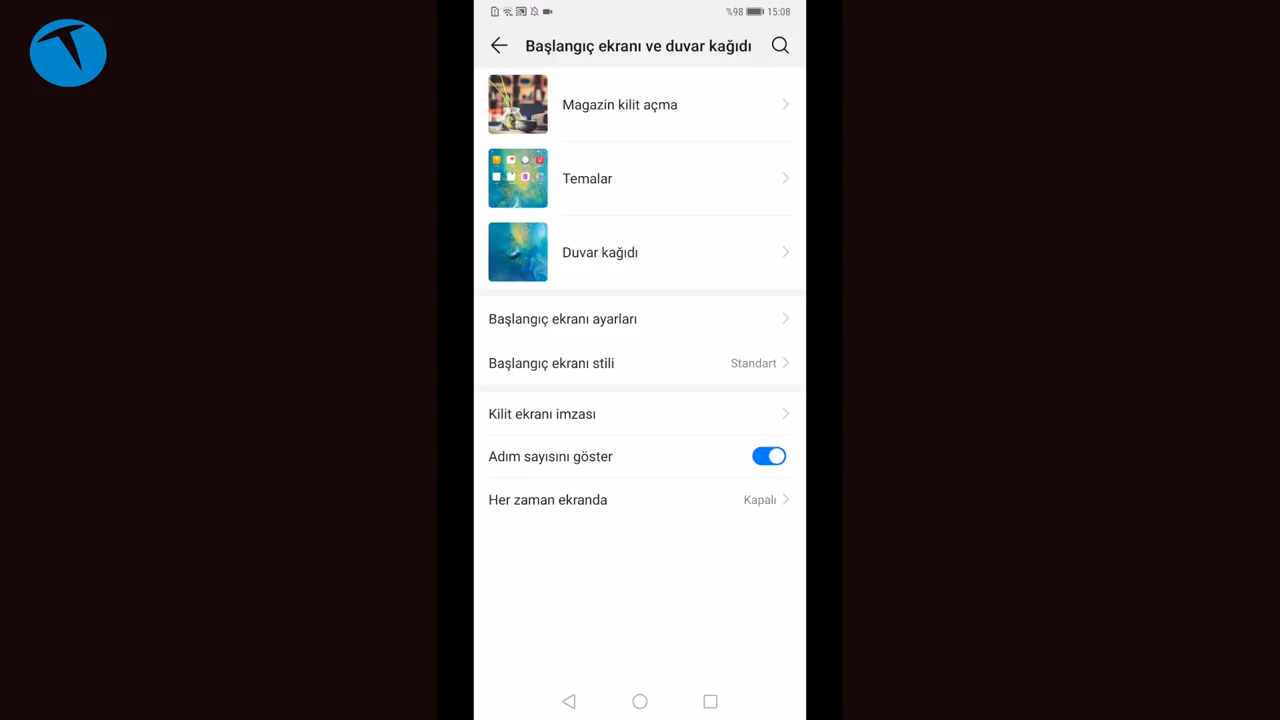 %98 15:08
Başlangıç ekranı ve duvar kağıdı
Magazin kilit açma
Temalar
Duvar kağıdı
Başlangıç ekranı ayarları
Başlangıç ekranı stili Standart
Kilit ekranı imzası
Adım sayısını göster
Her zaman ekranda Kapalı